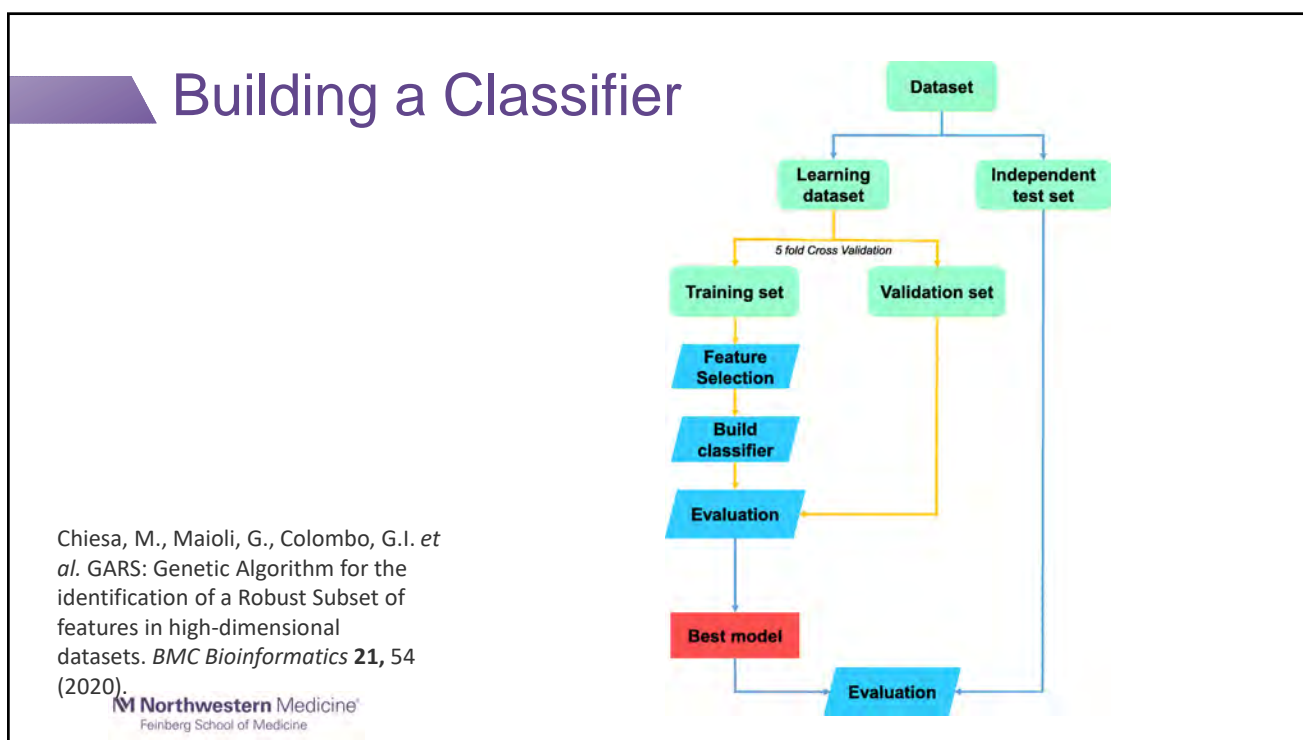 Building a Classifier
Dataset
Learning
dataset
Independent
test set
5 fold Cross Validation
Training set
Validation set
Feature
Selection
Build
classifier
Evaluation
Best model
Evaluation
Chiesa, M., Maioli, G., Colombo, G.I. et
al. GARS: Genetic Algorithm for the
identification of a Robust Subset of
features in high-dimensional
datasets. BMC Bioinformatics 21, 54
(2020).
M Northwestern Medicine®
Feinberg School of Medicine